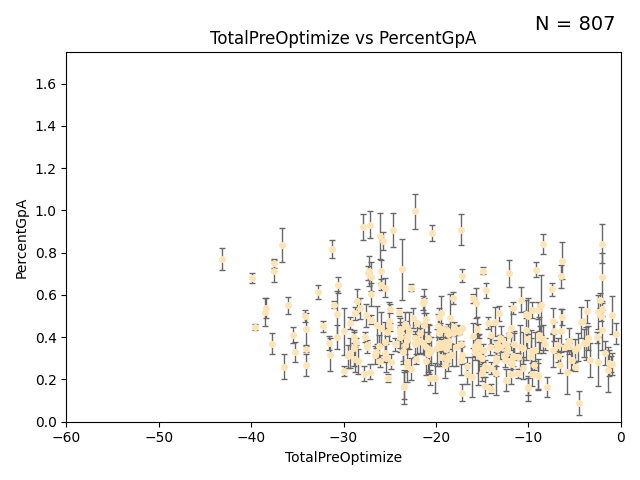 N = 807
TotalPreOptimize vs PercentGpA
1.6
1.4
1.2
1.0
0.8
0.6
0.4
0.2
0.0
PercentGpA
−60 −50 −40 −30 −20 −10 0
TotalPreOptimize